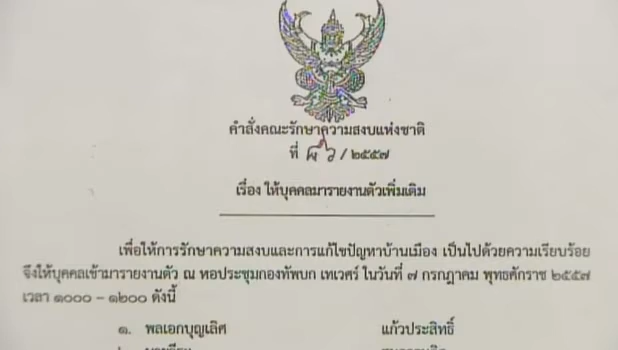 คำสั่งคณะรักษาความสงบแห่งชาติ
ที่ ๘๖ / ๒๕๕๗
เรื่อง ให้บุคคลมารายงานตัวเพิ่มเติม
เพื่อให้การรักษาความสงบและการแก้ไขปัญหาบ้านเมือง เป็นไปด้วยความเรียบร้อย
จึงให้บุคคลเข้ามารายงานตัว ณ หอประชุมกองทัพบก เทเวศร์ ในวันที่ ๗ กรกฎาคม พุทธศักราช ๒๕๕๗
เวลา ๑๐๐๐ - ๑๒๐๐ ดังนี้
๑. พลเอกบุญเลิศ แก้วประสิทธิ์